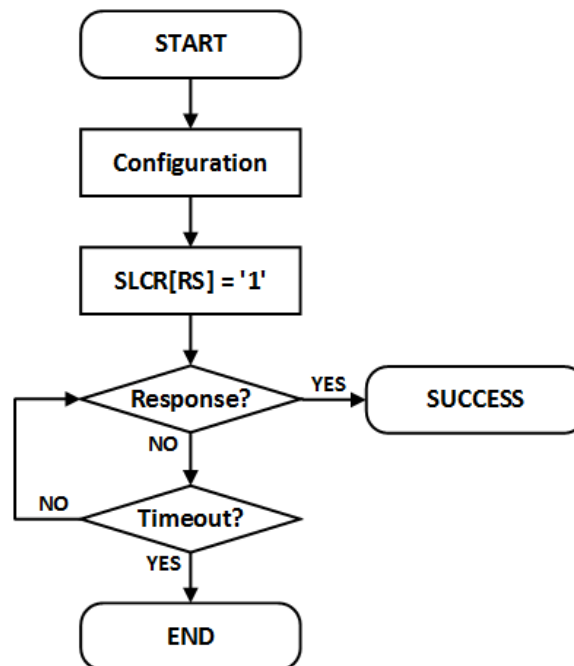 START
Configuration
SLCR[RS] = '1'
Response?
YES
SUCCESS
NO
NO
Timeout?
YES
END